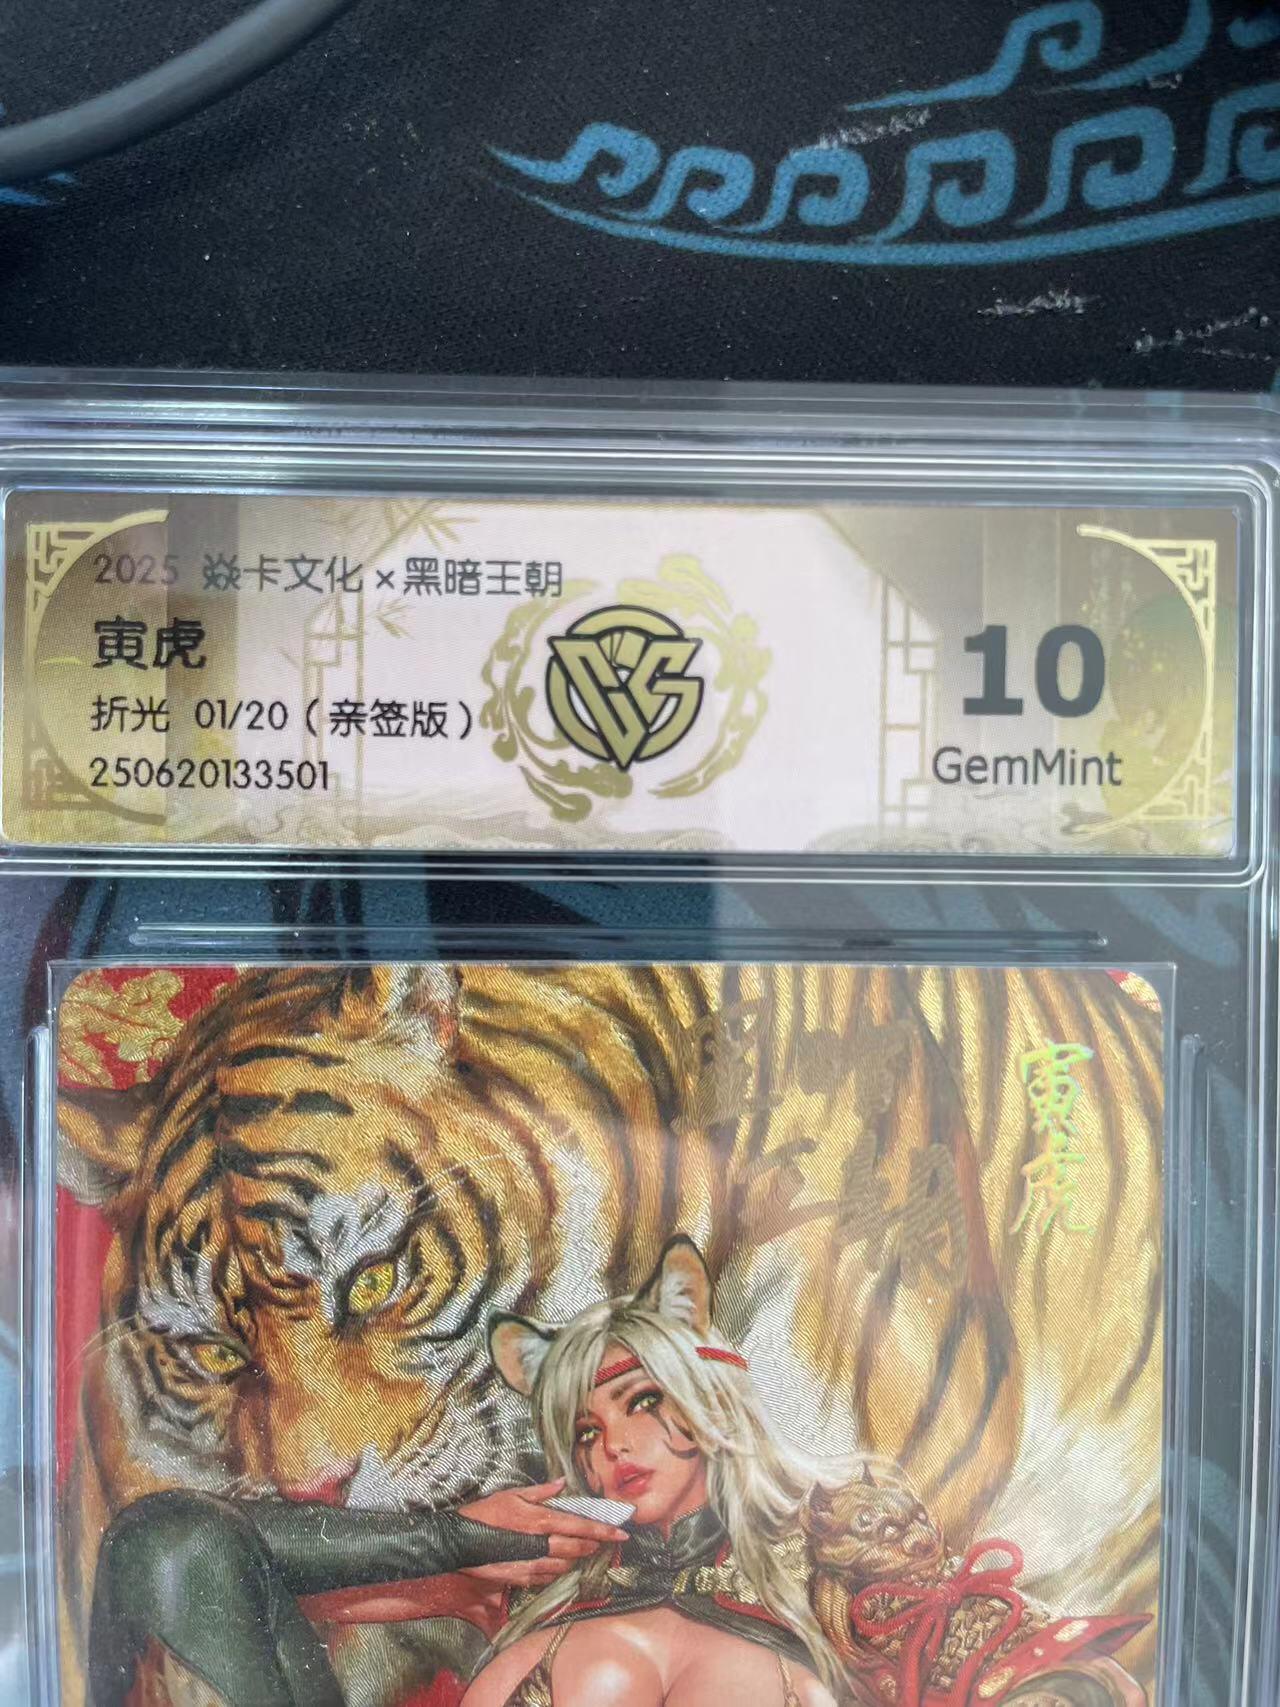 2025 焱卡文化×黑暗王朝
寅虎
折光 01/20（亲签版）
250620133501
CCG
10
GemMint
寅虎